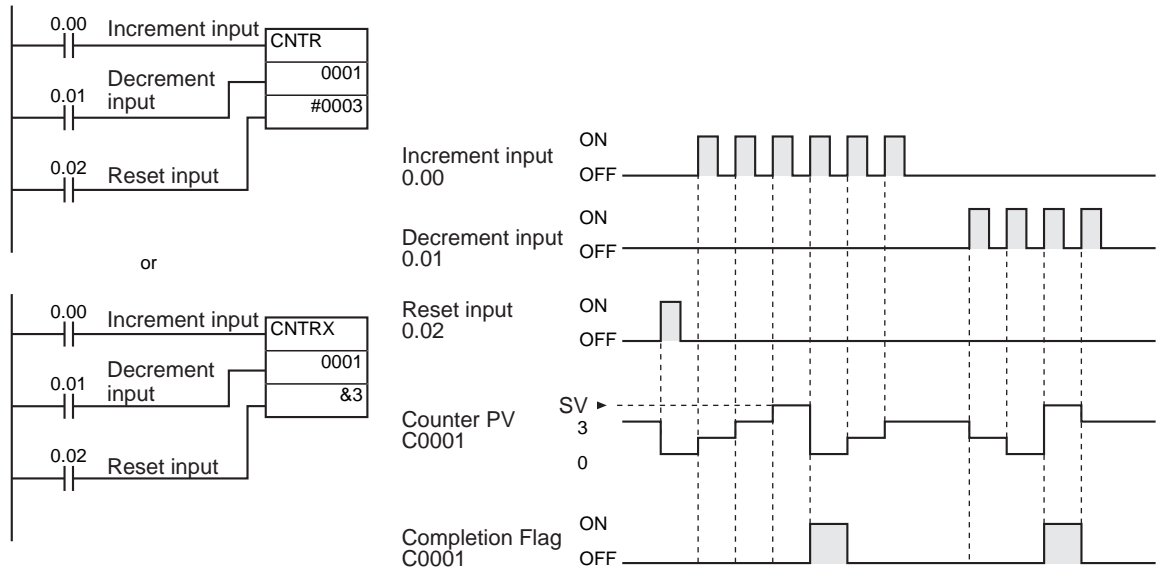 0.00
Increment input
CNTR
0001
#0003
Decrement
input
0.01
0.02
Reset input
or
0.00
Increment input
CNTRX
0001
&3
Decrement
input
0.01
0.02
Reset input
Increment input
0.00
ON
OFF
Decrement input
0.01
ON
OFF
Reset input
0.02
ON
OFF
Counter PV
C0001
SV
3
0
Completion Flag
C0001
ON
OFF